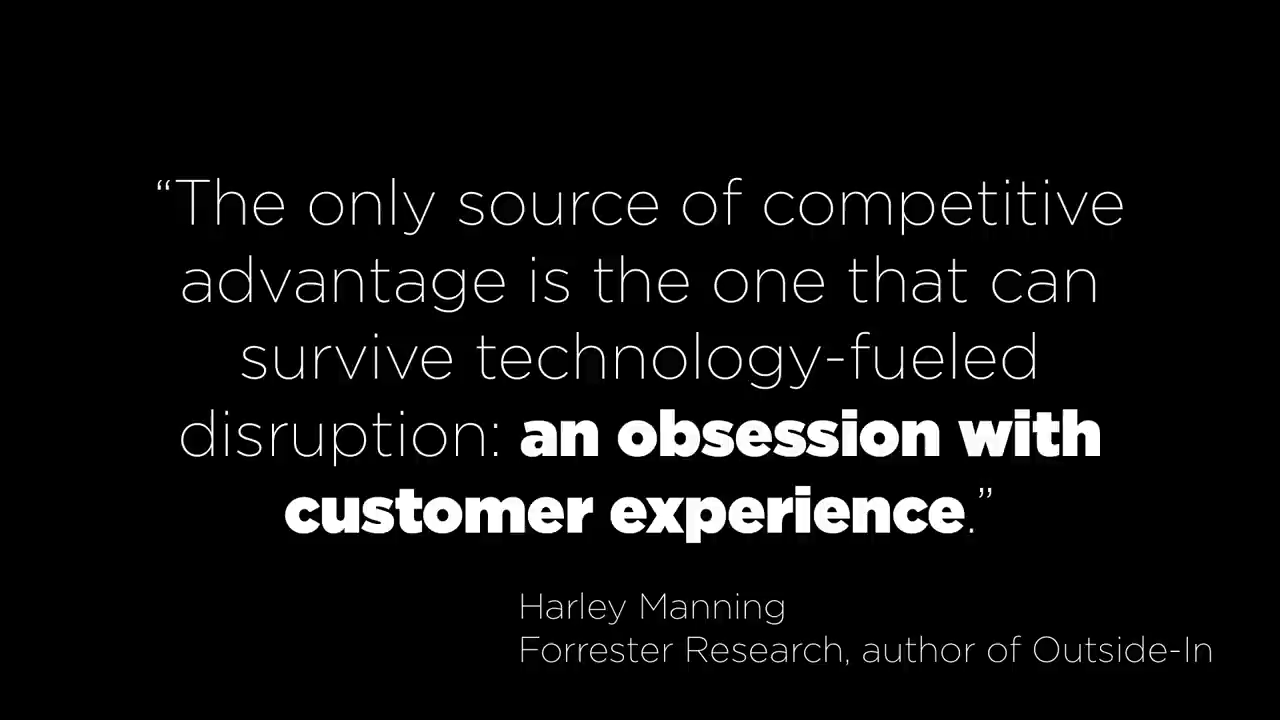 “The only source of competitive
advantage is the one that can
survive technology-fueled
disruption: an obsession with
customer experience.”
Harley Manning
Forrester Research, author of Outside-In